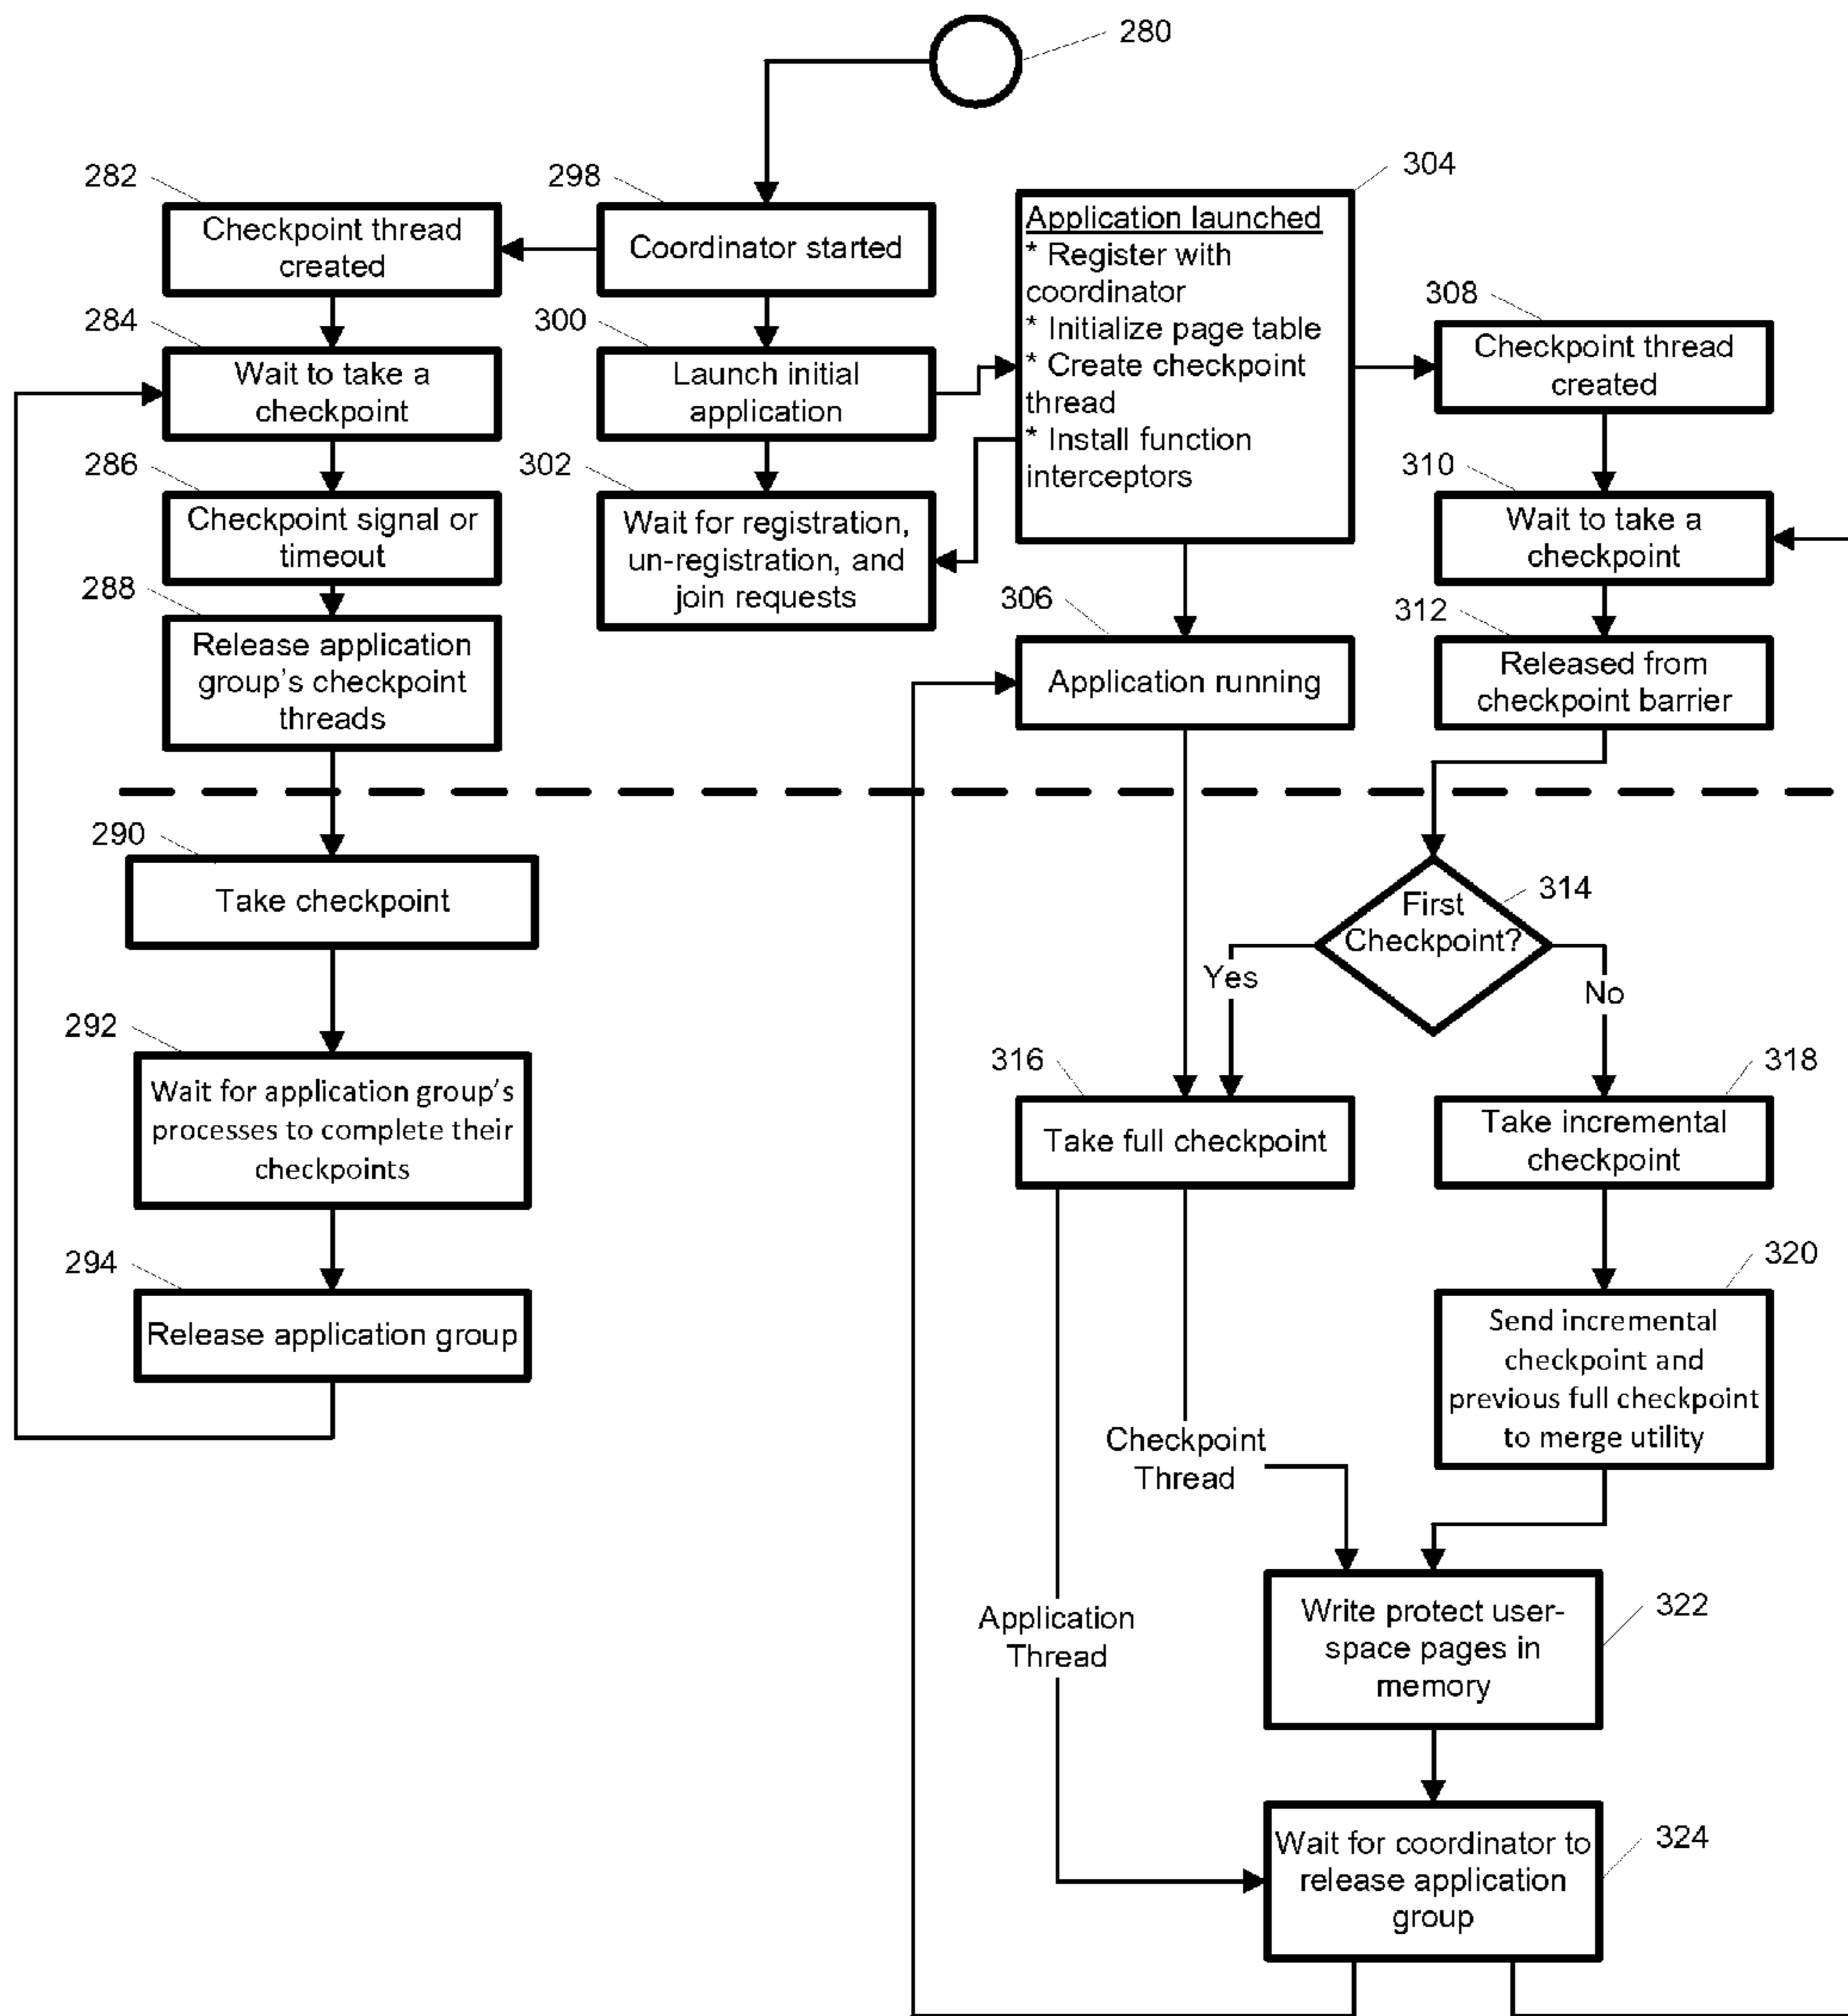 280
282
298
304
Checkpoint thread
created
Coordinator started
Application launched
* Register with
coordinator
* Initialize page table
* Create checkpoint
thread
* Install function
interceptors
284
300
308
Wait to take a
checkpoint
Launch initial
application
Checkpoint thread
created
286
302
310
Checkpoint signal or
timeout
Wait for registration,
un-registration, and
join requests
Wait to take a
checkpoint
288
306
312
Release application
group's checkpoint
threads
Application running
Released from
checkpoint barrier
290
Take checkpoint
314
First
Checkpoint?
Yes
No
292
316
318
Wait for application group's
processes to complete their
checkpoints
Take full checkpoint
Take incremental
checkpoint
294
320
Release application group
Send incremental
checkpoint and
previous full checkpoint
to merge utility
Checkpoint
Thread
Application
Thread
322
Write protect user-
space pages in
memory
324
Wait for coordinator to
release application
group